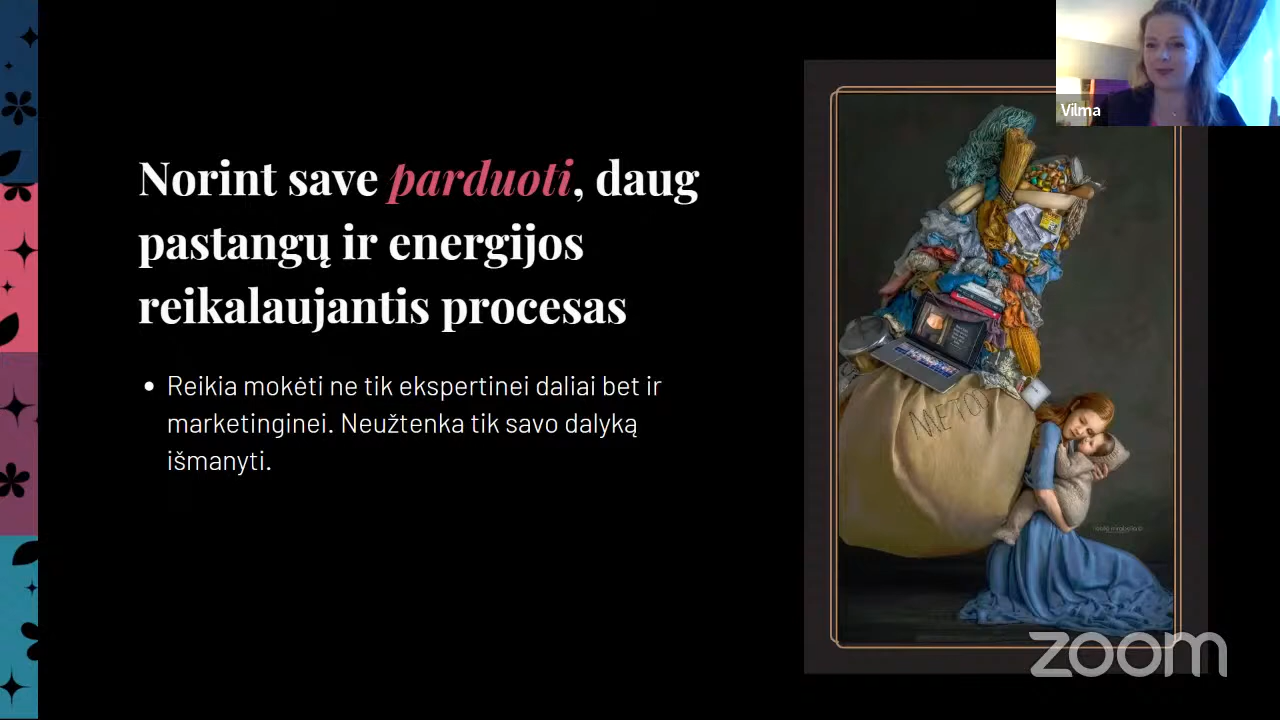 Norint save parduoti, daug
pastangų ir energijos
reikalaujantis procesas
• Reikia mokėti ne tik ekspertinei daliai bet ir
marketinginei. Neužtenka tik savo dalyką
išmanyti.
Vilma
zoom